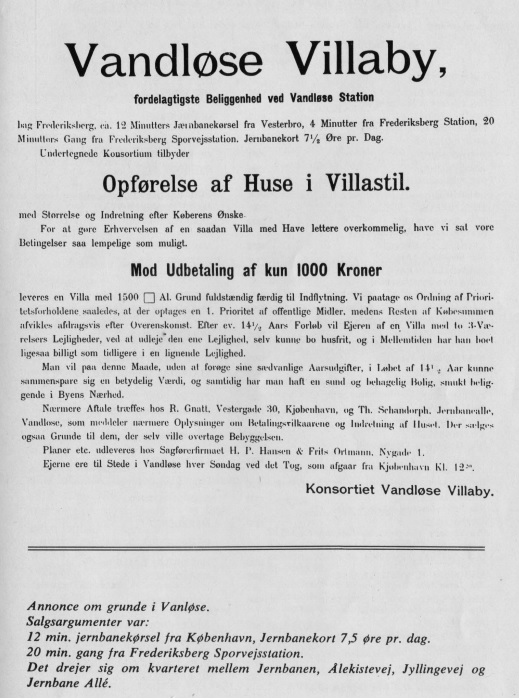 Vandløse Villaby,
fordelagtigste Beliggenhed ved Vandløse Station
bag Frederiksberg, ca. 12 Minutters Jærnbanekørsel fra Vesterbro, 4 Minutter fra Frederiksberg Station, 20
Minutters Gang fra Frederiksberg Sporvejsstation. Jernbanekort 7½ Øre pr. Dag.
Undertegnede Konsortium tilbyder
Opførelse af Huse i Villastil.
med Størrelse og Indretning efter Køberens Ønske.
For at gøre Erhvervelsen af en saadan Villa med Have lettere overkommelig, have vi sat vore
Betingelser saa lempelige som muligt.
Mod Udbetaling af kun 1000 Kroner
leveres en Villa med 1500 □ Al. Grund fuldstændig færdig til Indflytning. Vi paatage os Ordning af Priori-
tetsforholdene saaledes, at der optages en 1. Prioritet af offentlige Midler, medens Resten af Købesummen
afvikles afdragsvis efter Overenskomst. Efter ev. 14½ Aars Forløb vil Ejeren af en Villa med to 3-Væ-
relsers Lejligheder, ved at udleje den ene Lejlighed, selv kunne bo husfrit, og i Mellemtiden har han boet
ligesaa billigt som tidligere i en lignende Lejlighed.
Man vil paa denne Maade, uden at forøge sine sædvanlige Aarsudgifter, i Løbet af 14½ Aar kunne
sammenspare sig en betydelig Værdi, og samtidig har man haft en sund og behagelig Bolig, smukt belig-
gende i Byens Nærhed.
Nærmere Aftale træffes hos R. Gnatt, Vestergade 30, Kjøbenhavn, og Th. Schandorph, Jernbanealle,
Vandløse, som meddeler nærmere Oplysninger om Betalingsvilkaarene og Indretning af Huset. Der sælges
ogsaa Grunde til dem, der selv ville overtage Bebyggelsen.
Planer etc. udleveres hos Sagførerfirmaet H. P. Hansen & Frits Ortmann, Nygade 1.
Ejerne ere til Stede i Vandløse hver Søndag ved det Tog, som afgaar fra Kjøbenhavn Kl.
Konsortiet Vandløse Villaby.
Annonce om grunde i Vanløse.
Salgsargumenter var:
12 min. jernbanekørsel fra København, Jernbanekort 7,5 øre pr. dag.
20 min. gang fra Frederiksberg Sporvejsstation.
Det drejer sig om kvarteret mellem Jernbanen, Ålekistevej, Jyllingevej og
Jernbane Allé.